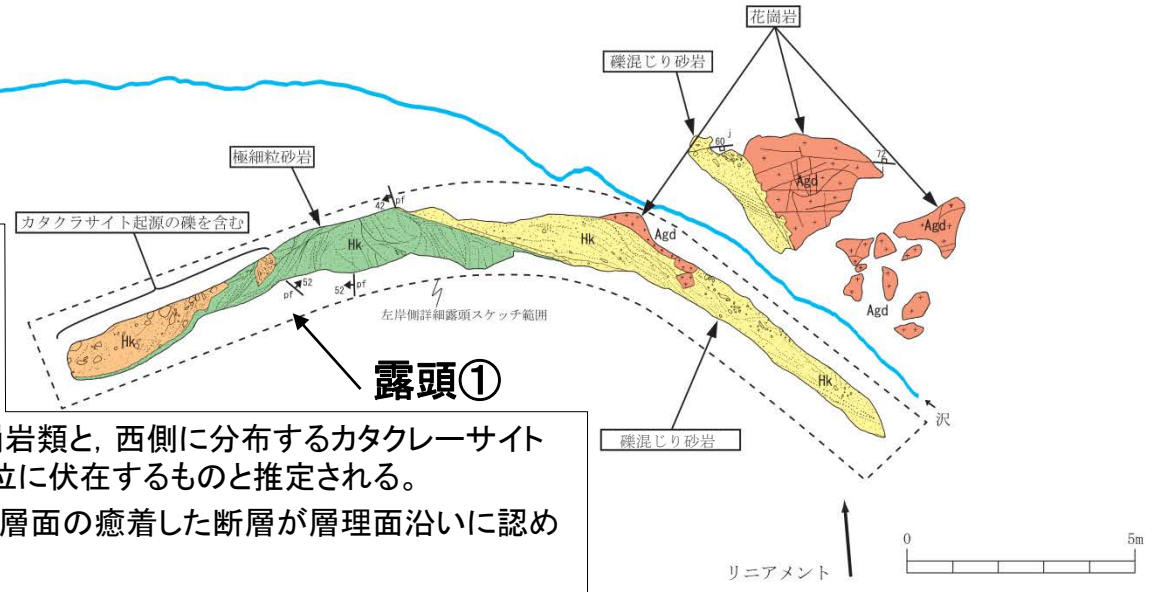 花崗岩
礫混じり砂岩
60 j
72
Agd
極細粒砂岩
42 pf
カタクラサイト起源の礫を含む
Hk
Hk
Agd
Agd
pf 52
52 pf
左岸側詳細露頭スケッチ範囲
Agd
Hk
露頭①
Hk
沢
岩類と，西側に分布するカタクレーサイト
位に伏在するものと推定される。
層面の癒着した断層が層理面沿いに認め
礫混じり砂岩
リニアメント
0 5m